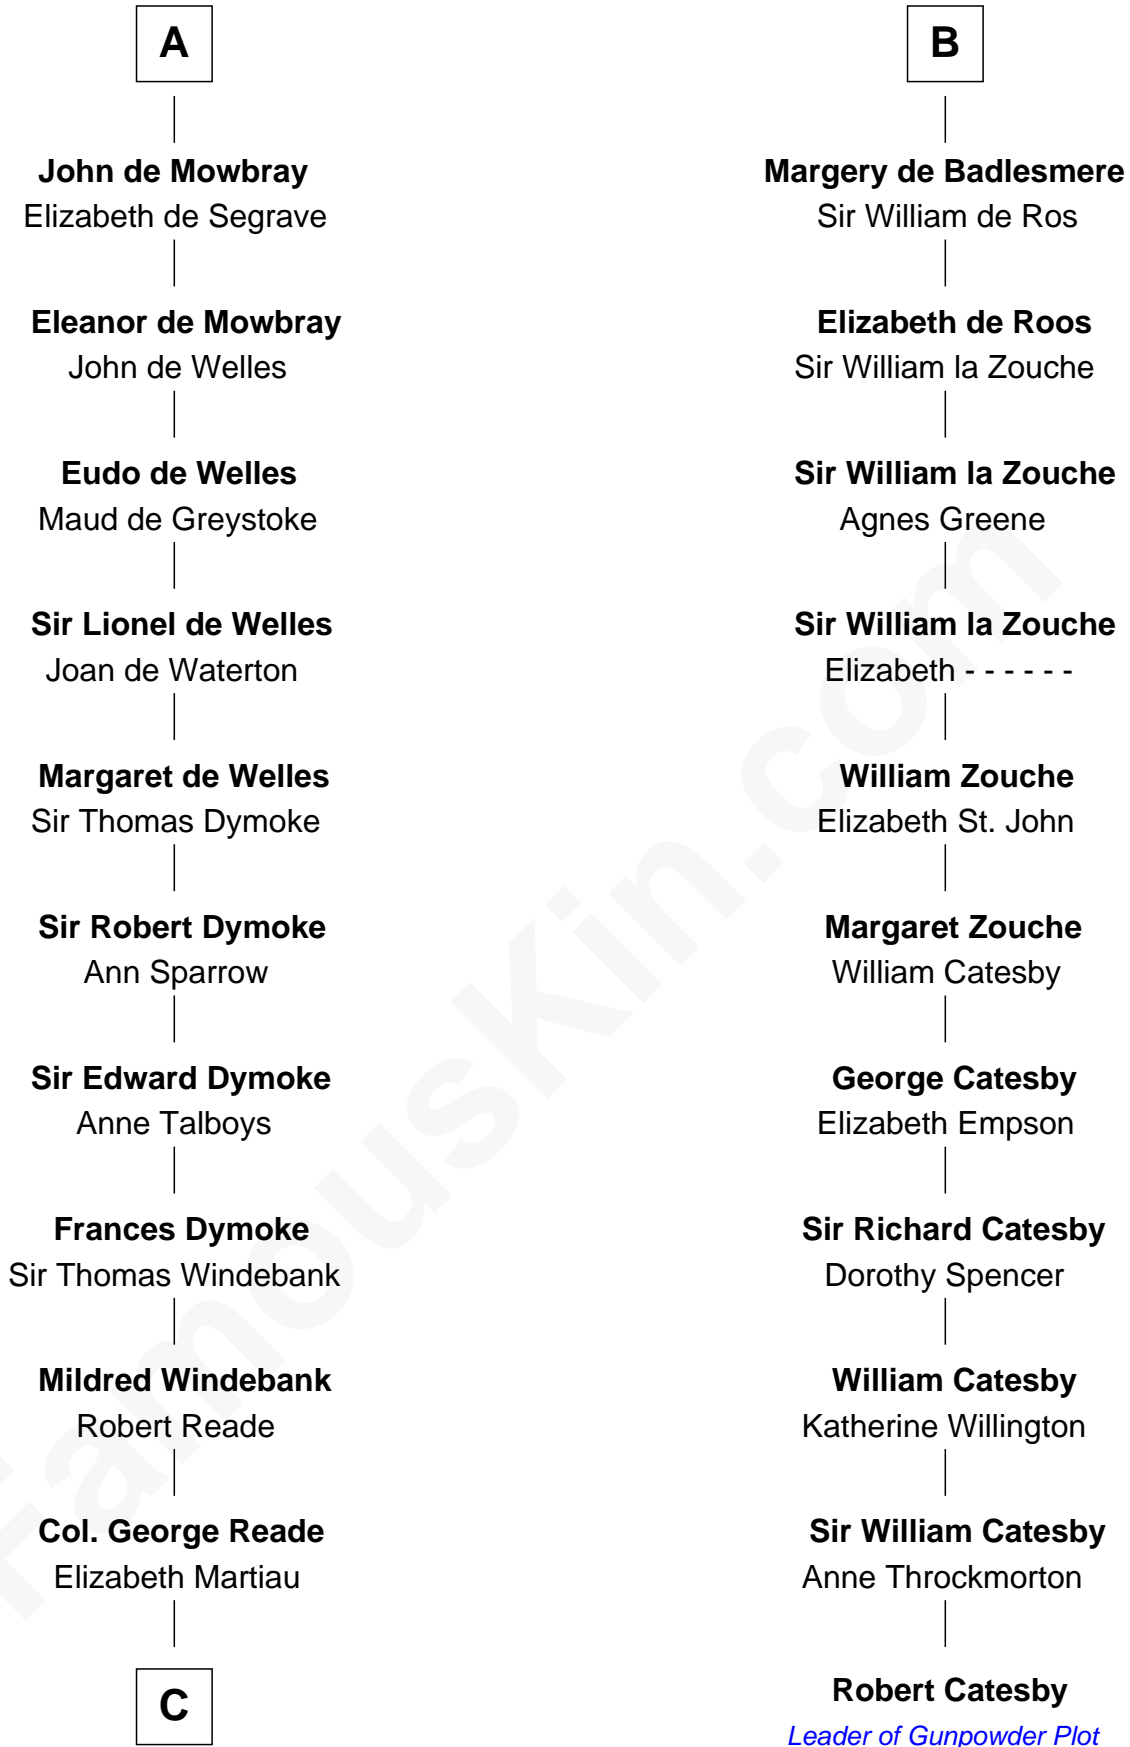 A
John de Mowbray
Elizabeth de Segrave
Eleanor de Mowbray
John de Welles
Eudo de Welles
Maud de Greystoke
Sir Lionel de Welles
Joan de Waterton
Margaret de Welles
Sir Thomas Dymoke
Sir Robert Dymoke
Ann Sparrow
Sir Edward Dymoke
Anne Talboys
Frances Dymoke
Sir Thomas Windebank
Mildred Windebank
Robert Reade
Col. George Reade
Elizabeth Martiau
C
B
Margery de Badlesmere
Sir William de Ros
Elizabeth de Roos
Sir William la Zouche
Sir William la Zouche
Agnes Greene
Sir William la Zouche
Elizabeth - - - - - -
William Zouche
Elizabeth St. John
Margaret Zouche
William Catesby
George Catesby
Elizabeth Empson
Sir Richard Catesby
Dorothy Spencer
William Catesby
Katherine Willington
Sir William Catesby
Anne Throckmorton
Robert Catesby
Leader of Gunpowder Plot
FamousKin.com